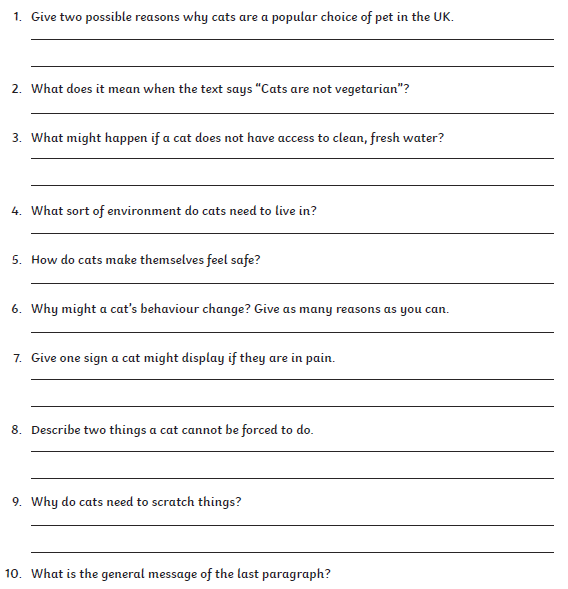 1. Give two possible reasons why cats are a popular choice of pet in the UK.
2. What does it mean when the text says “Cats are not vegetarian”?
3. What might happen if a cat does not have access to clean, fresh water?
4. What sort of environment do cats need to live in?
5. How do cats make themselves feel safe?
6. Why might a cat’s behaviour change? Give as many reasons as you can.
7. Give one sign a cat might display if they are in pain.
8. Describe two things a cat cannot be forced to do.
9. Why do cats need to scratch things?
10. What is the general message of the last paragraph?